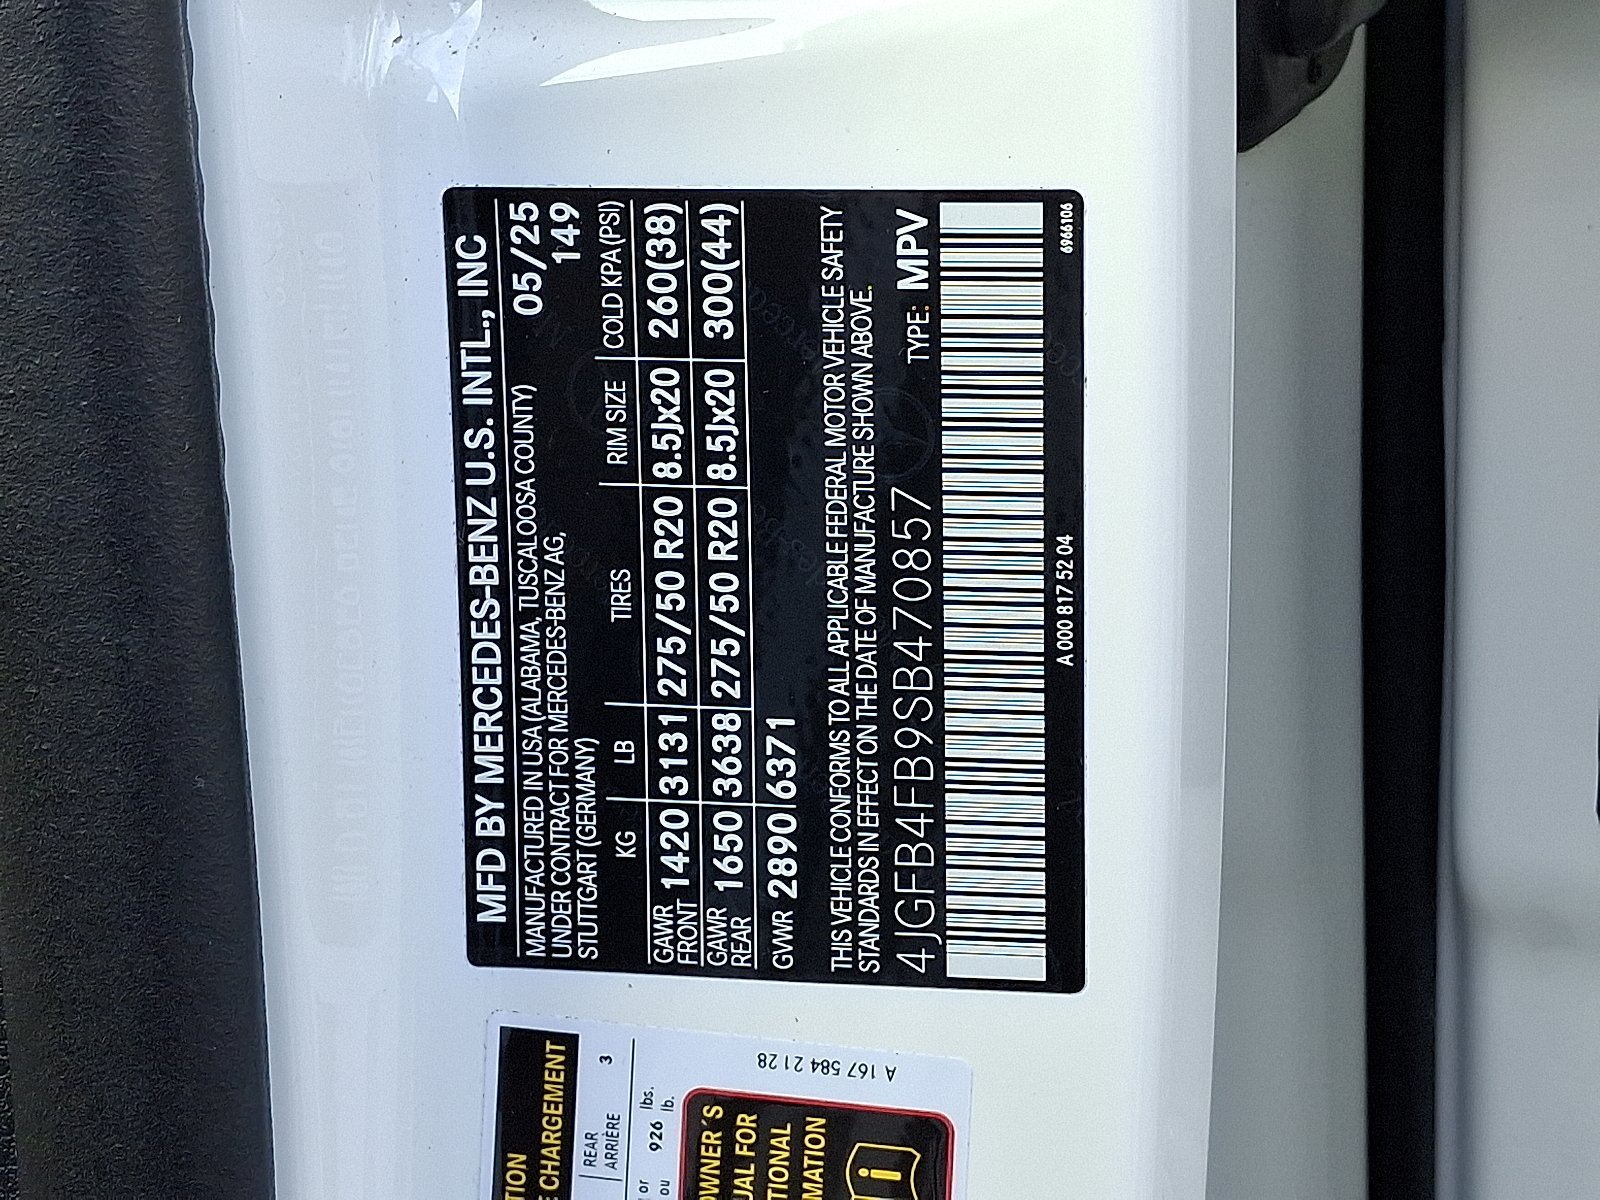 MFD BY MERCEDES-BENZ U.S. INTL., INC
MANUFACTURED IN USA (ALABAMA, TUSCALOOSA COUNTY) 05/25
UNDER CONTRACT FOR MERCEDES-BENZ AG, 149
STUTTGART (GERMANY)
KG LB TIRES RIM SIZE COLD KPA (PSI)
GAWR FRONT 1420 3131 275/50 R20 8.5Jx20 260(38)
GAWR REAR 1650 3638 275/50 R20 8.5Jx20 300(44)
GVWR 2890 6371
THIS VEHICLE CONFORMS TO ALL APPLICABLE FEDERAL MOTOR VEHICLE SAFETY
STANDARDS IN EFFECT ON THE DATE OF MANUFACTURE SHOWN ABOVE.
4JGFB4FB9SB470857 TYPE: MPV
A 000 817 52 04 6966106
TION
E CHARGEMENT
REAR 3
ARRIÈRE
or 926 lbs.
ou lb.
OWNER'S
UAL FOR
TIONAL
MATION
i
A 167 584 21 28